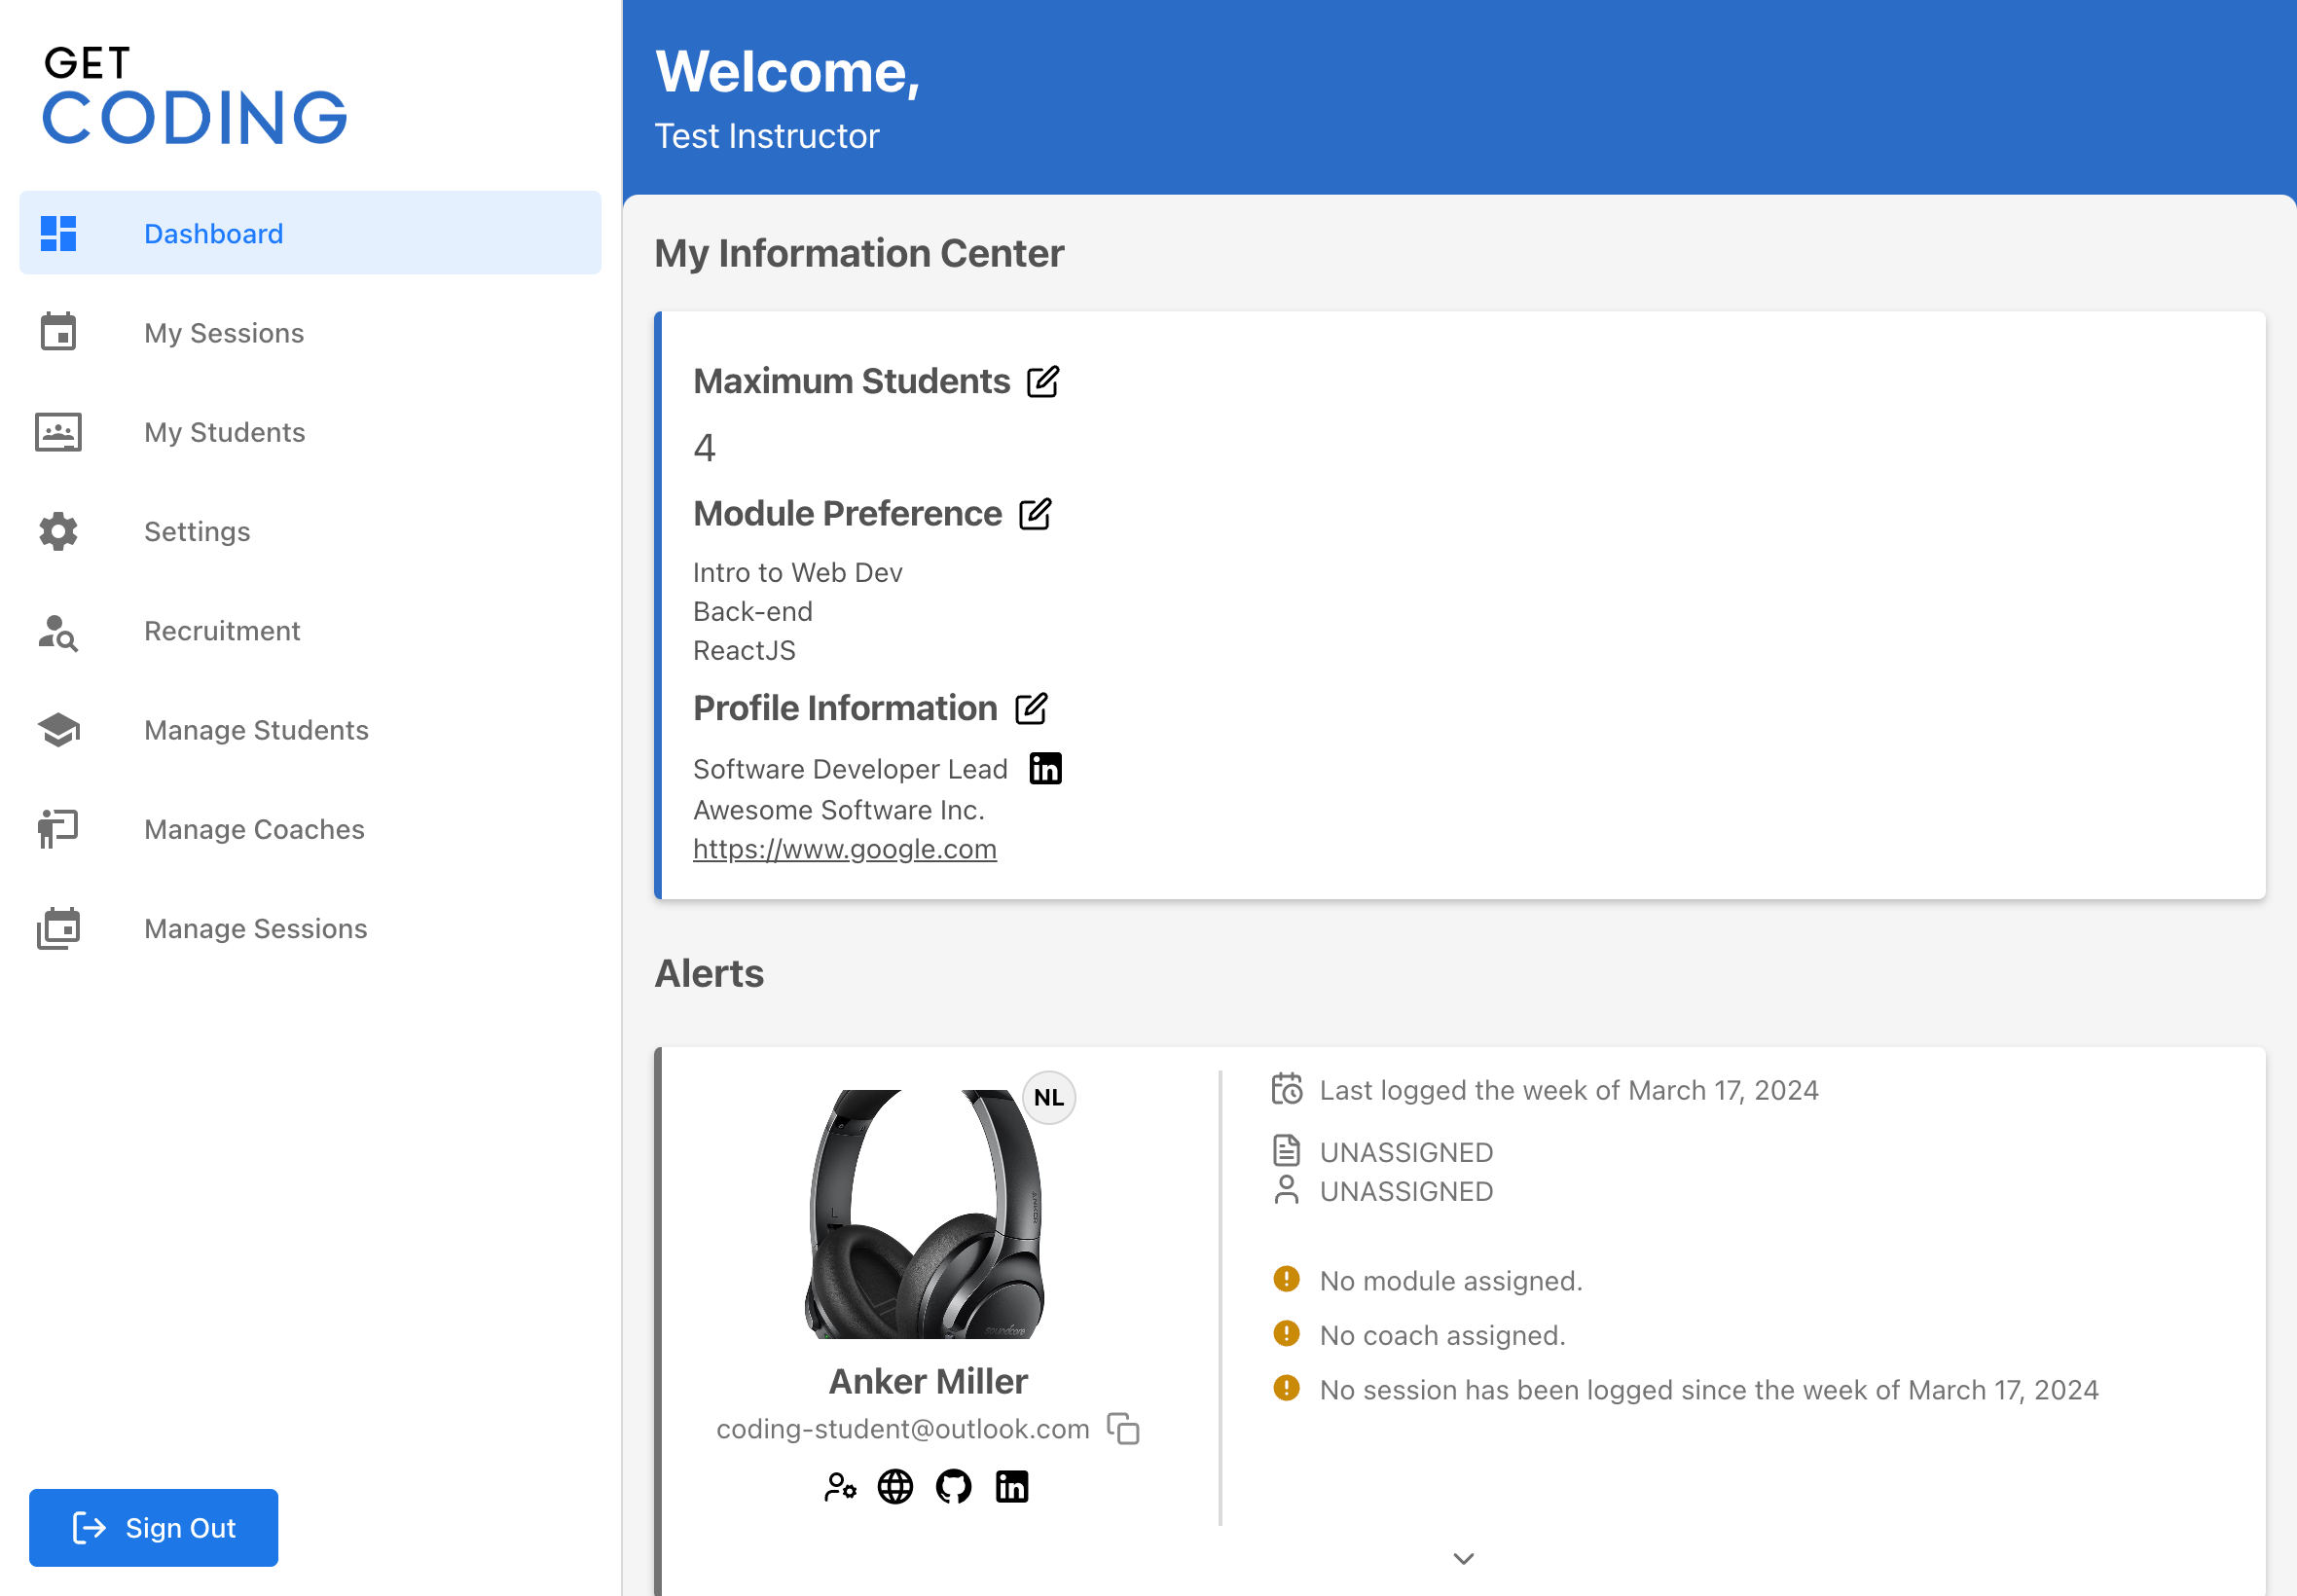 GET
CODING
Dashboard
My Sessions
My Students
Settings
Recruitment
Manage Students
Manage Coaches
Manage Sessions
Sign Out
Welcome,
Test Instructor
My Information Center
Maximum Students
4
Module Preference
Intro to Web Dev
Back-end
ReactJS
Profile Information
Software Developer Lead
in
Awesome Software Inc.
https://www.google.com
Alerts
NL
L
soundcore
Anker Miller
coding-student@outlook.com
in
Last logged the week of March 17, 2024
UNASSIGNED
UNASSIGNED
No module assigned.
No coach assigned.
No session has been logged since the week of March 17, 2024